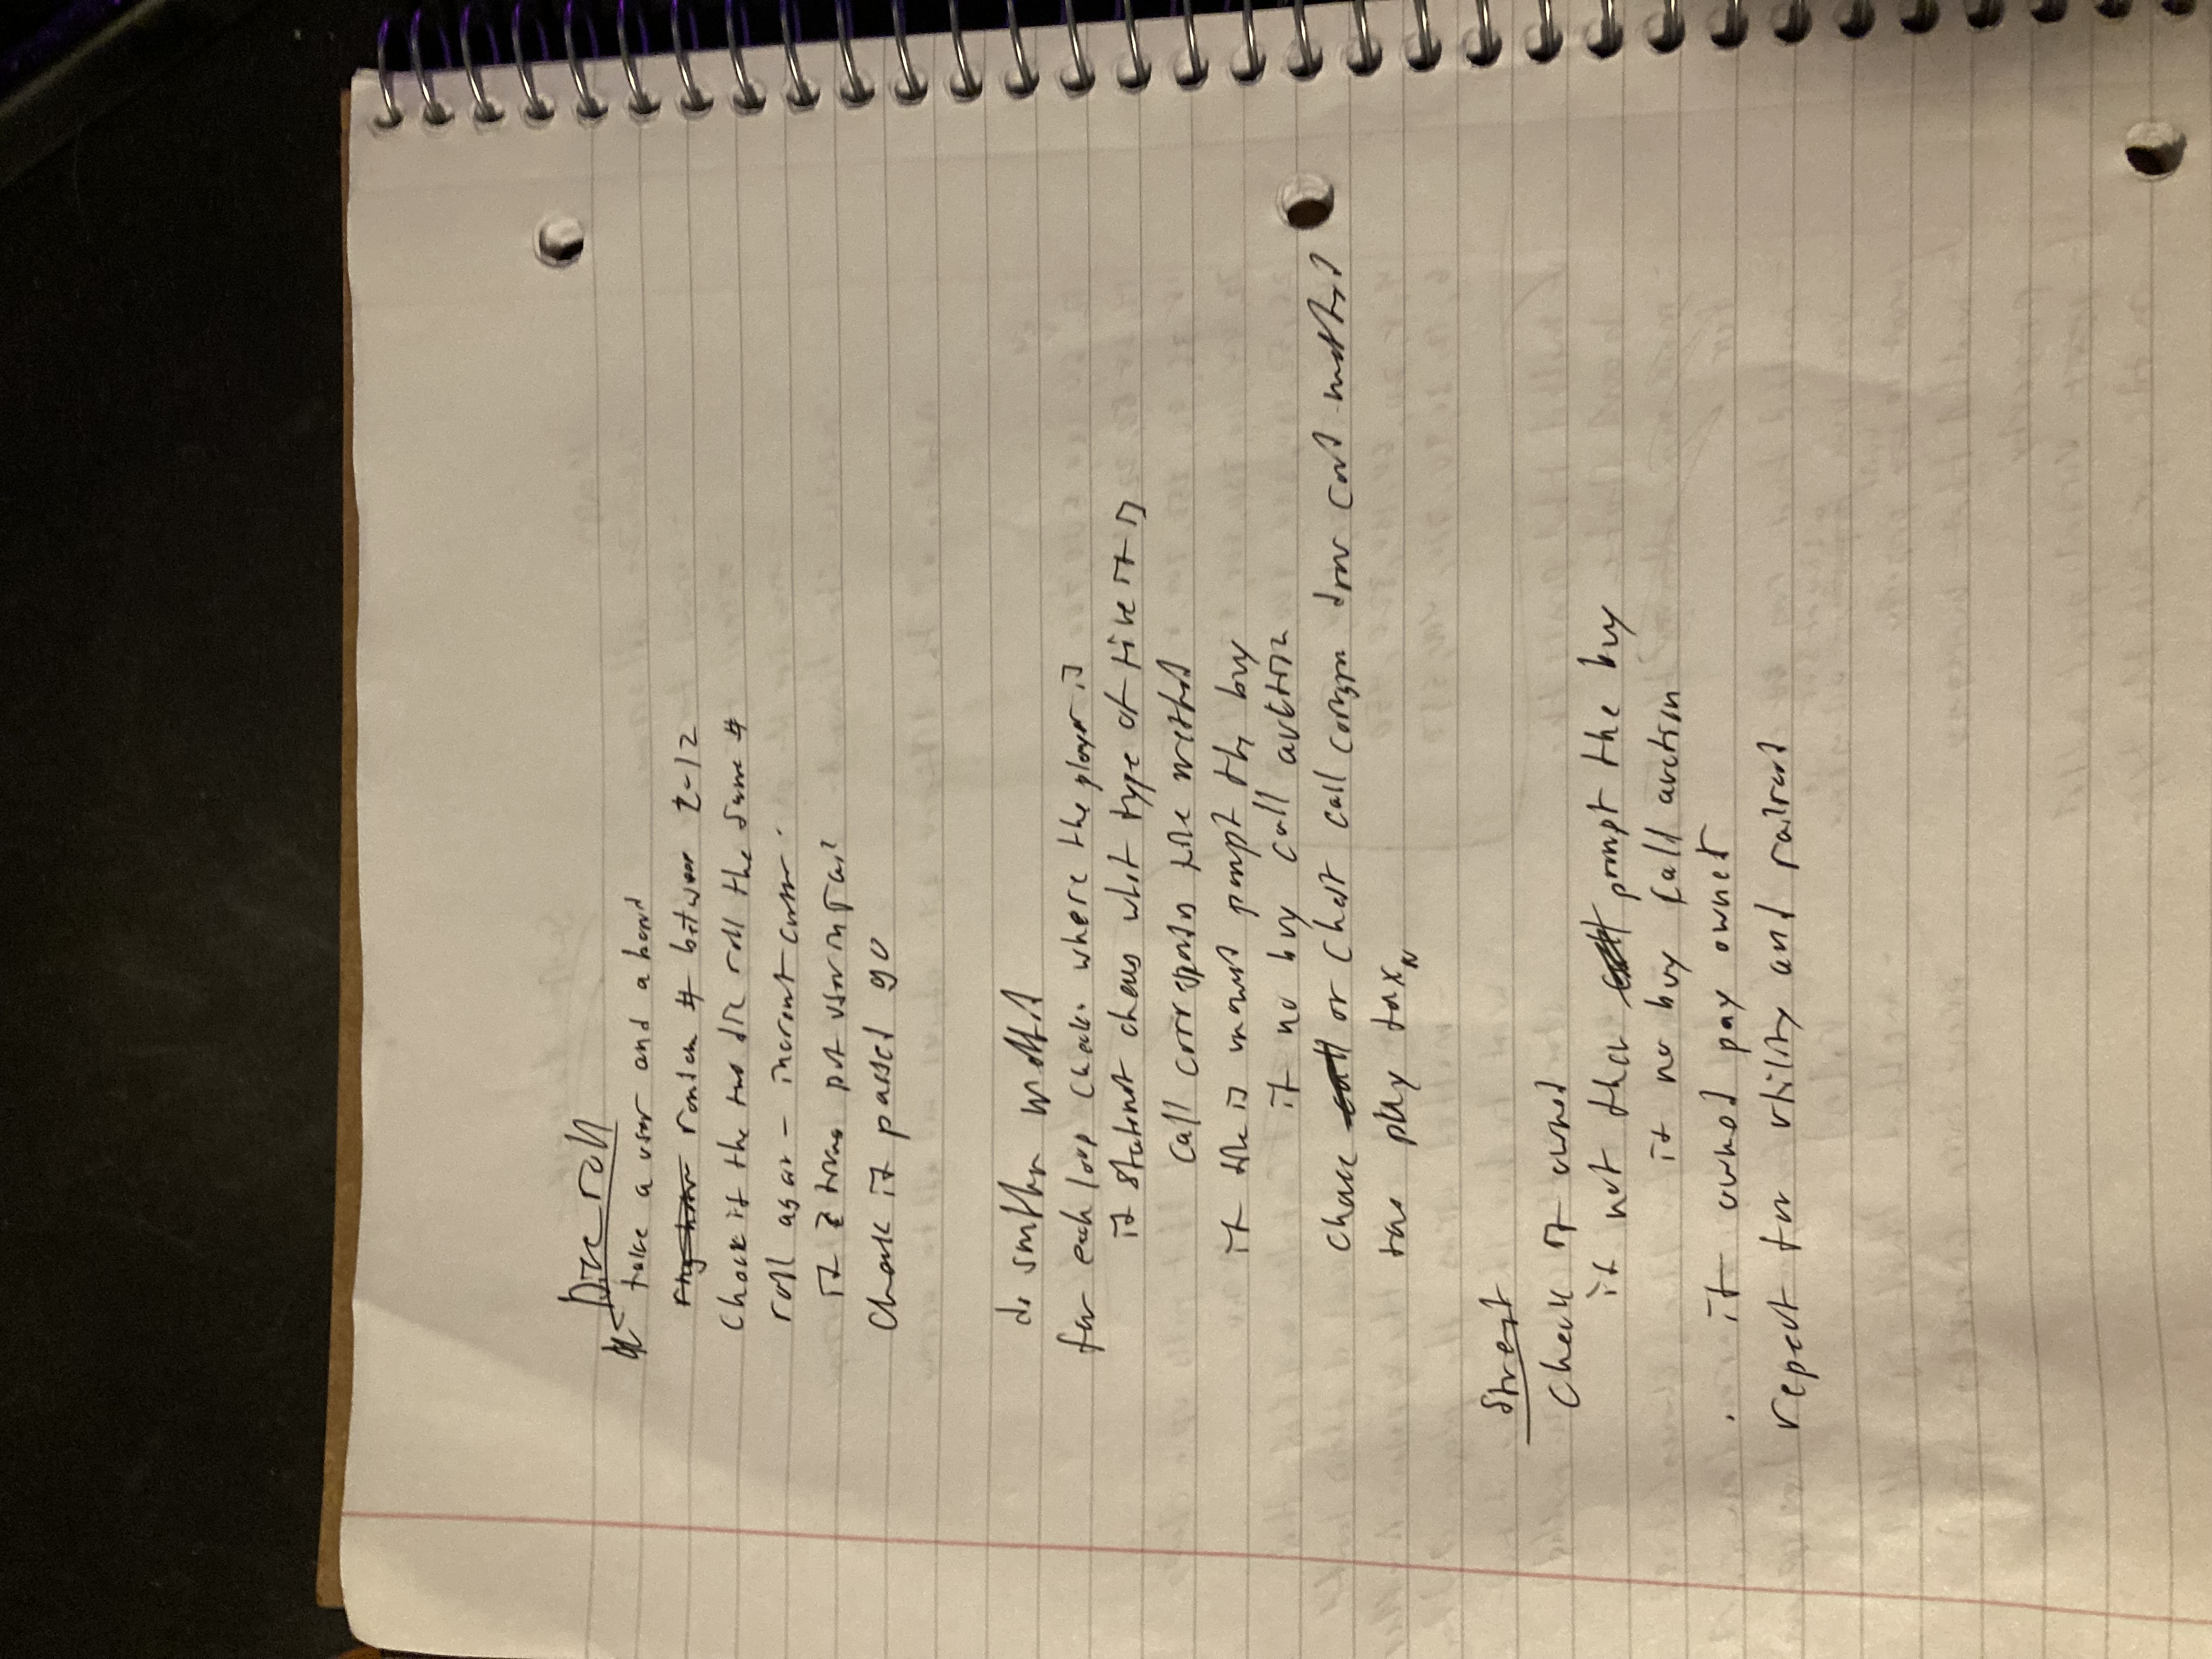 Dice roll
take a user and a board
random # between 2-12
Check if the two die roll the same #
roll again - increment counter
if times put user in Jail
Check if passed go
do something method
for each loop checks where the player is
if statement checks what type of tile it is
call corresponding tile method
if tile is unowned prompt the buy
if no buy call auction
chance or chest call draw card method
tax pay tax
Street
Check if owned
if not then prompt the buy
if no buy call auction
if owned pay owner
repeat for utility and railroad